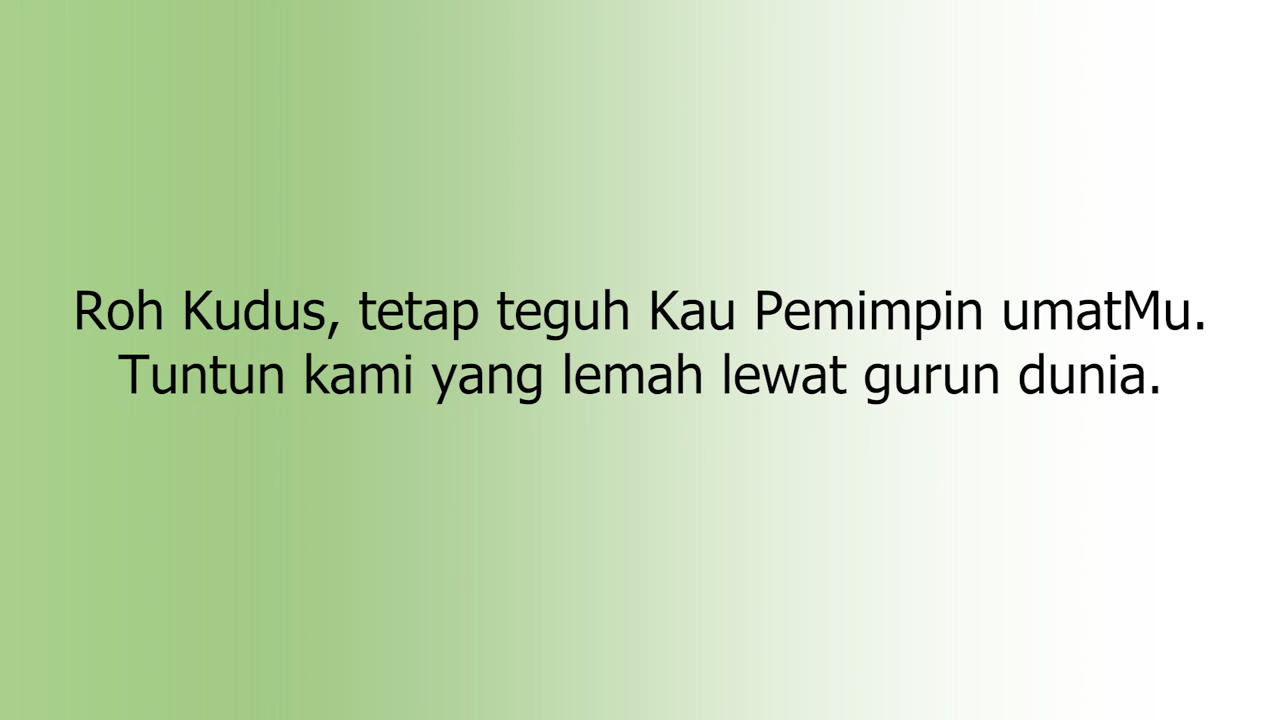 Roh Kudus, tetap teguh Kau Pemimpin umatMu.
Tuntun kami yang lemah lewat gurun dunia.